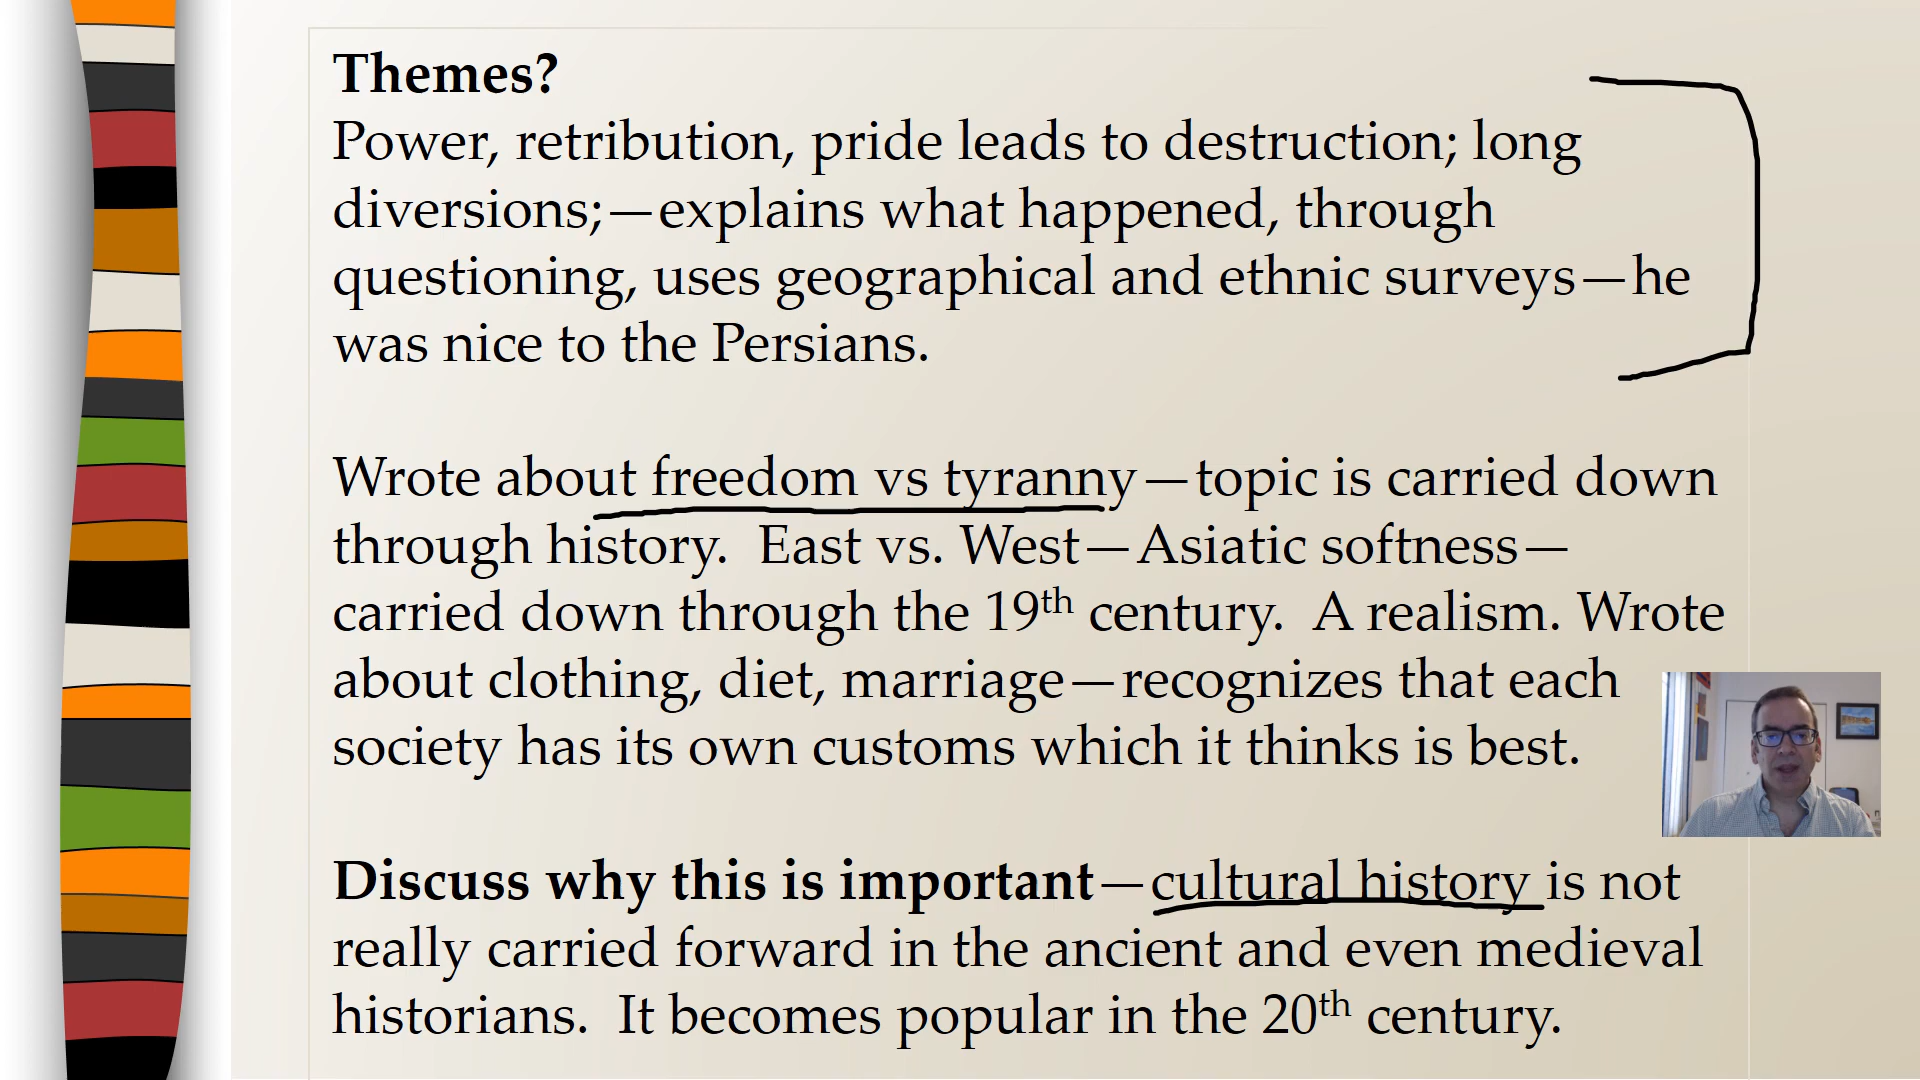 Themes?
Power, retribution, pride leads to destruction; long
diversions;—explains what happened, through
questioning, uses geographical and ethnic surveys—he
was nice to the Persians.
Wrote about freedom vs tyranny—topic is carried down
through history.  East vs. West—Asiatic softness—
carried down through the 19th century.  A realism. Wrote
about clothing, diet, marriage—recognizes that each
society has its own customs which it thinks is best.
Discuss why this is important—cultural history is not
really carried forward in the ancient and even medieval
historians.  It becomes popular in the 20th century.